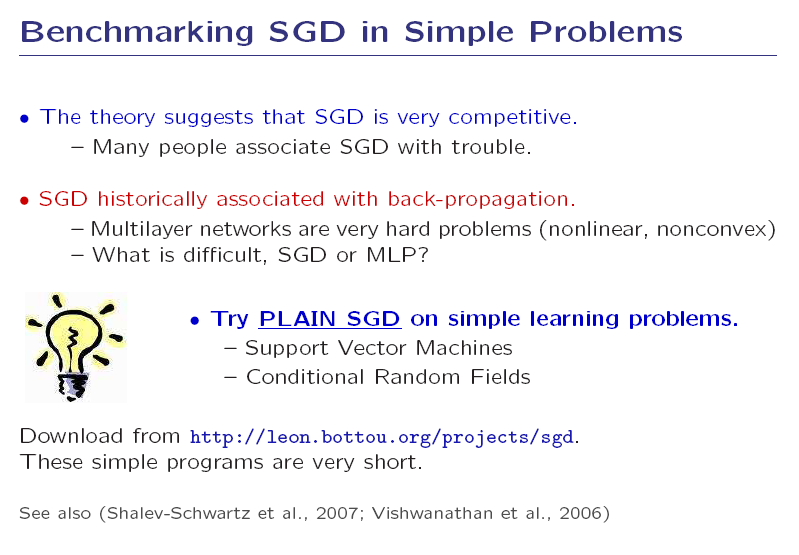 Benchmarking SGD in Simple Problems
• The theory suggests that SGD is very competitive.
– Many people associate SGD with trouble.
• SGD historically associated with back-propagation.
– Multilayer networks are very hard problems (nonlinear, nonconvex)
– What is difficult, SGD or MLP?
• Try PLAIN SGD on simple learning problems.
– Support Vector Machines
– Conditional Random Fields
Download from http://leon.bottou.org/projects/sgd.
These simple programs are very short.
See also (Shalev-Schwartz et al., 2007; Vishwanathan et al., 2006)